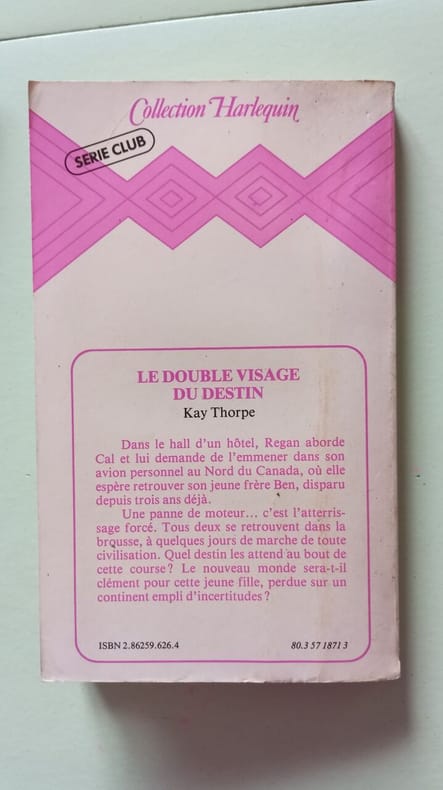 Collection Harlequin
SERIE CLUB
LE DOUBLE VISAGE
DU DESTIN
Kay Thorpe
Dans le hall d'un hôtel, Regan aborde
Cal et lui demande de l'emmener dans son
avion personnel au Nord du Canada, où elle
espère retrouver son jeune frère Ben, disparu
depuis trois ans déjà.
Une panne de moteur... c'est l'atterris-
sage forcé. Tous deux se retrouvent dans la
brqusse, à quelques jours de marche de toute
civilisation. Quel destin les attend au bout de
cette course? Le nouveau monde sera-t-il
clément pour cette jeune fille, perdue sur un
continent empli d'incertitudes?
ISBN 2.86259.626.4
80.3 57 1871 3